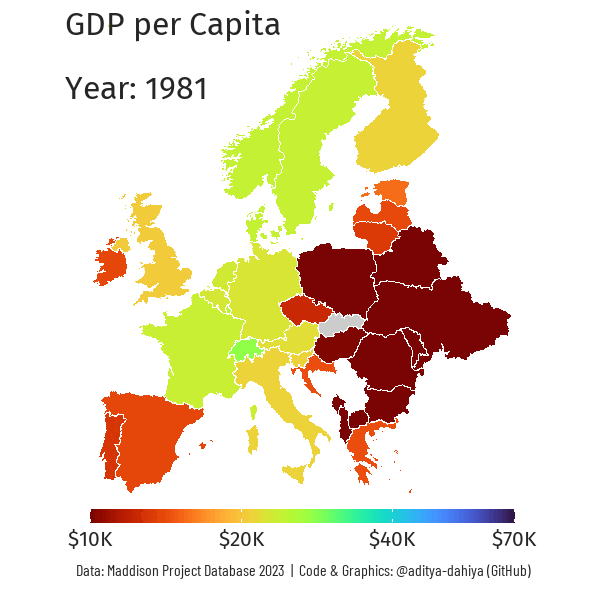 GDP per Capita
Year: 1981
$10K $20K $40K $70K
Data: Maddison Project Database 2023 | Code & Graphics: @aditya-dahiya (GitHub)